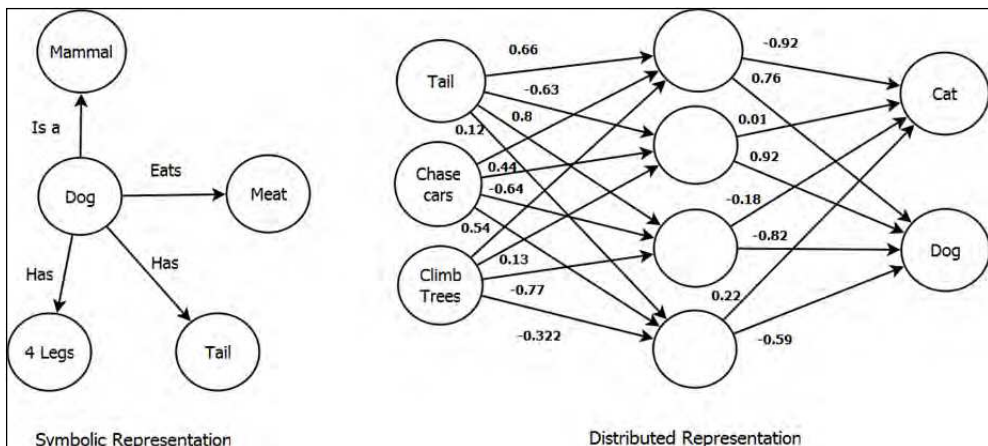 Mammal
Is a
Dog
Eats
Meat
Has
Has
4 Legs
Tail
Symbolic Representation
Tail
Chase
cars
Climb
Trees
0.66
-0.63
0.8
0.12
0.44
-0.64
0.54
0.13
-0.77
-0.322
-0.92
0.76
0.01
0.92
-0.18
-0.82
0.22
-0.59
Cat
Dog
Distributed Representation